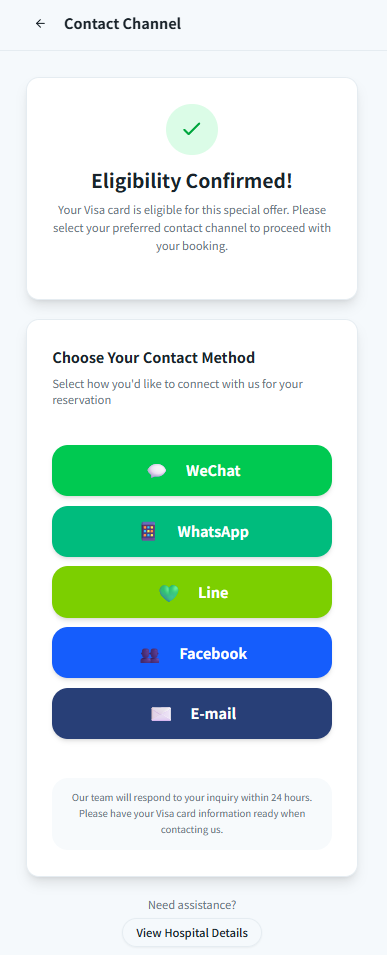 Contact Channel
Eligibility Confirmed!
Your Visa card is eligible for this special offer. Please
select your preferred contact channel to proceed with
your booking.
Choose Your Contact Method
Select how you'd like to connect with us for your
reservation
WeChat
WhatsApp
Line
Facebook
E-mail
Our team will respond to your inquiry within 24 hours.
Please have your Visa card information ready when
contacting us.
Need assistance?
View Hospital Details